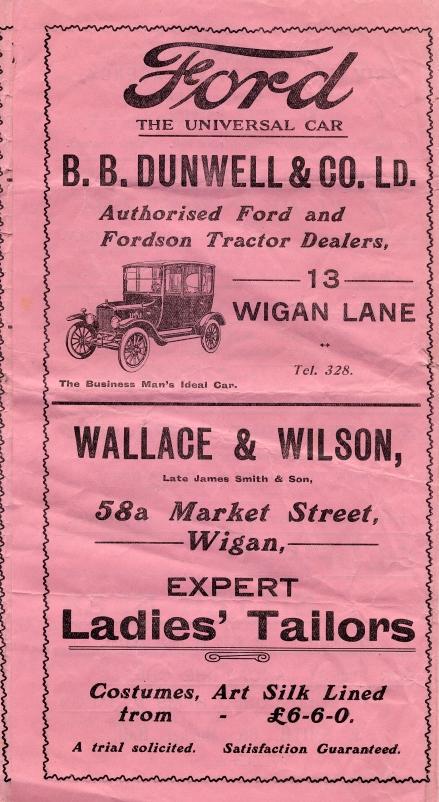 Ford
THE UNIVERSAL CAR
B. B. DUNWELL & CO. LD.
Authorised Ford and
Fordson Tractor Dealers,
13
WIGAN LANE
Tel. 328.
The Business Man's Ideal Car.
WALLACE & WILSON,
Late James Smith & Son,
58a Market Street,
Wigan,
EXPERT
Ladies' Tailors
Costumes, Art Silk Lined
from - £6-6-0.
A trial solicited. Satisfaction Guaranteed.